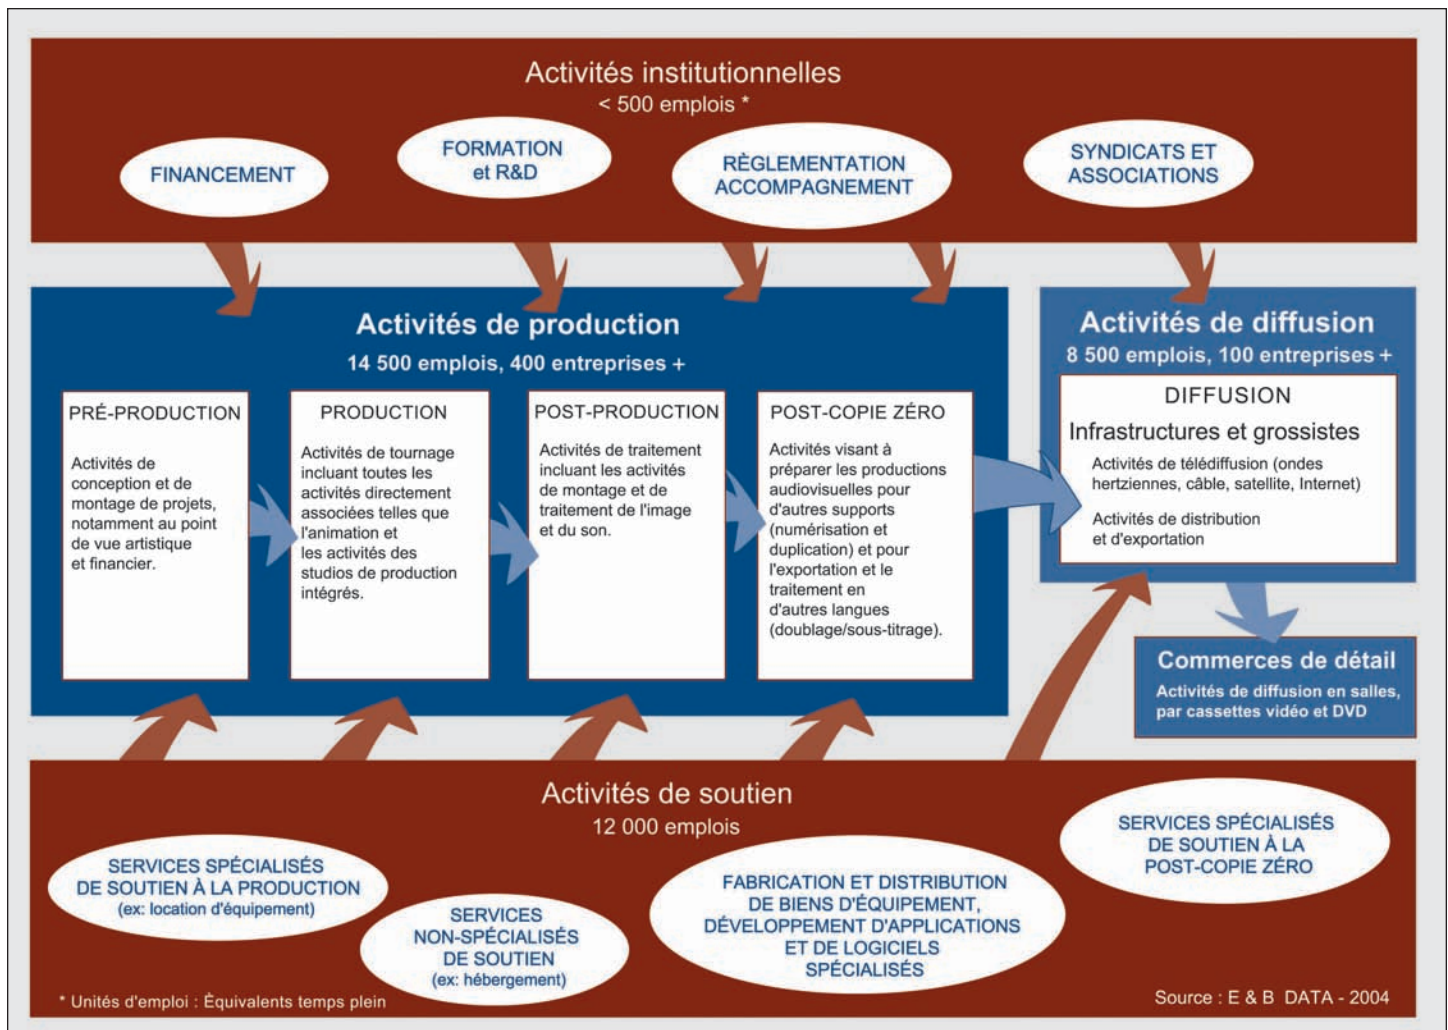 Activités institutionnelles
< 500 emplois *
FINANCEMENT
FORMATION
et R&D
RÈGLEMENTATION
ACCOMPAGNEMENT
SYNDICATS ET
ASSOCIATIONS
Activités de production
14 500 emplois, 400 entreprises +
PRÉ-PRODUCTION
Activités de
conception et de
montage de projets,
notamment au point
de vue artistique
et financier.
PRODUCTION
Activités de tournage
incluant toutes les
activités directement
associées telles que
l'animation et
les activités des
studios de production
intégrés.
POST-PRODUCTION
Activités de traitement
incluant les activités
de montage et de
traitement de l'image
et du son.
POST-COPIE ZÉRO
Activités visant à
préparer les productions
audiovisuelles pour
d'autres supports
(numérisation et
duplication) et pour
l'exportation et le
traitement en
d'autres langues
(doublage/sous-titrage).
Activités de diffusion
8 500 emplois, 100 entreprises +
DIFFUSION
Infrastructures et grossistes
Activités de télédiffusion (ondes
hertziennes, câble, satellite, Internet)
Activités de distribution
et d'exportation
Commerces de détail
Activités de diffusion en salles,
par cassettes vidéo et DVD
Activités de soutien
12 000 emplois
SERVICES SPÉCIALISÉS
DE SOUTIEN À LA PRODUCTION
(ex: location d'équipement)
SERVICES
NON-SPÉCIALISÉS
DE SOUTIEN
(ex: hébergement)
FABRICATION ET DISTRIBUTION
DE BIENS D'ÉQUIPEMENT,
DÉVELOPPEMENT D'APPLICATIONS
ET DE LOGICIELS
SPÉCIALISÉS
SERVICES SPÉCIALISÉS
DE SOUTIEN À LA
POST-COPIE ZÉRO
* Unités d'emploi : Èquivalents temps plein
Source : E & B DATA - 2004